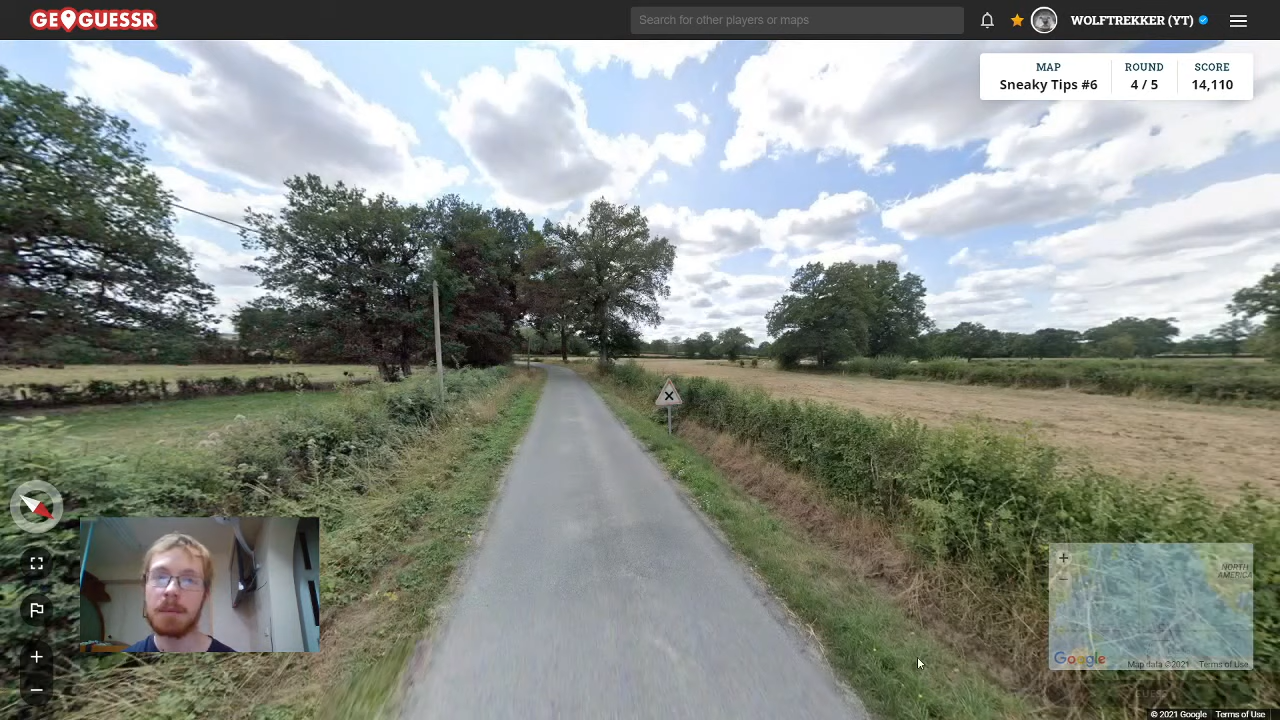 GEOGUESSR
Search for other players or maps
WOLFTREKKER (YT)
MAP
Sneaky Tips #6
ROUND
4 / 5
SCORE
14,110
NORTH
AMERICA
Google
Map data ©2021
Terms of Use
GUESS
© 2021 Google
Terms of Use